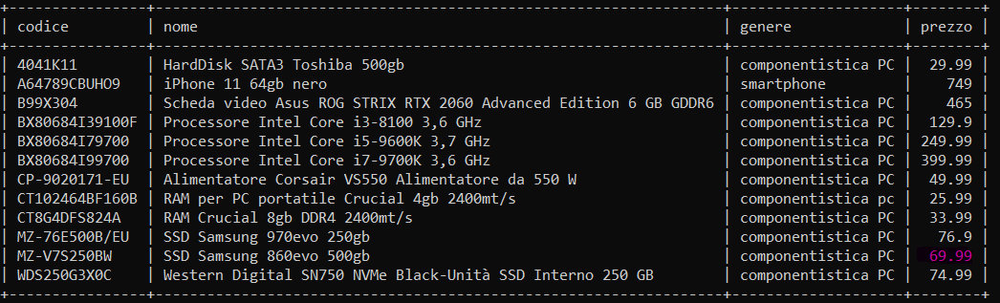 codice | nome | genere | prezzo
4041K11 | HardDisk SATA3 Toshiba 500gb | componentistica PC | 29.99
A64789CBUHO9 | iPhone 11 64gb nero | smartphone | 749
B99X304 | Scheda video Asus ROG STRIX RTX 2060 Advanced Edition 6 GB GDDR6 | componentistica PC | 465
BX80684I39100F | Processore Intel Core i3-8100 3,6 GHz | componentistica PC | 129.9
BX80684I79700 | Processore Intel Core i5-9600K 3,7 GHz | componentistica PC | 249.99
BX80684I99700 | Processore Intel Core i7-9700K 3,6 GHz | componentistica PC | 399.99
CP-9020171-EU | Alimentatore Corsair VS550 Alimentatore da 550 W | componentistica PC | 49.99
CT102464BF160B | RAM per PC portatile Crucial 4gb 2400mt/s | componentistica pc | 25.99
CT8G4DFS824A | RAM Crucial 8gb DDR4 2400mt/s | componentistica PC | 33.99
MZ-76E500B/EU | SSD Samsung 970evo 250gb | componentistica PC | 76.9
MZ-V7S250BW | SSD Samsung 860evo 500gb | componentistica PC | 69.99
WDS250G3X0C | Western Digital SN750 NVMe Black-Unità SSD Interno 250 GB | componentistica PC | 74.99